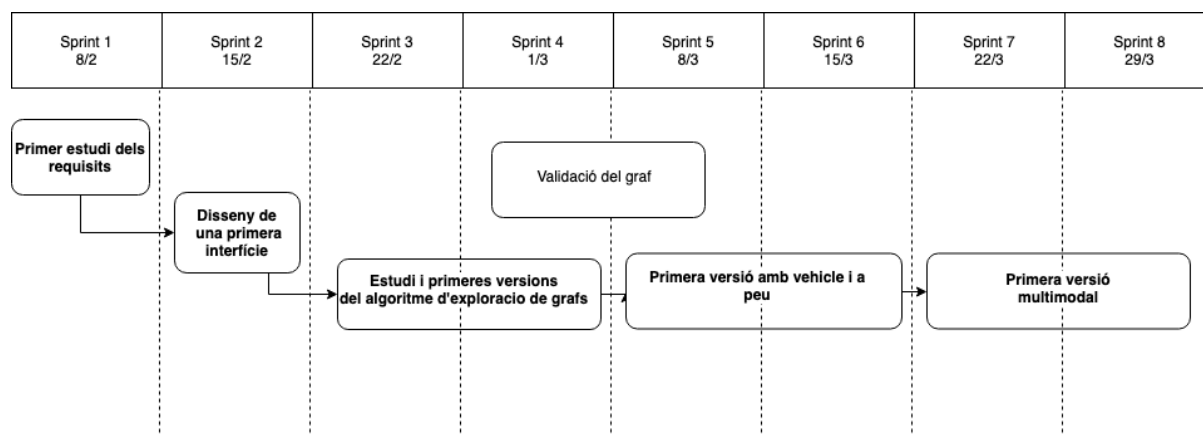 Sprint 1
8/2
Sprint 2
15/2
Sprint 3
22/2
Sprint 4
1/3
Sprint 5
8/3
Sprint 6
15/3
Sprint 7
22/3
Sprint 8
29/3
Primer estudi dels
requisits
Validació del graf
Disseny de
una primera
interfície
Estudi i primeres versions
del algoritme d'exploracio de grafs
Primera versió amb vehicle i a
peu
Primera versió
multimodal